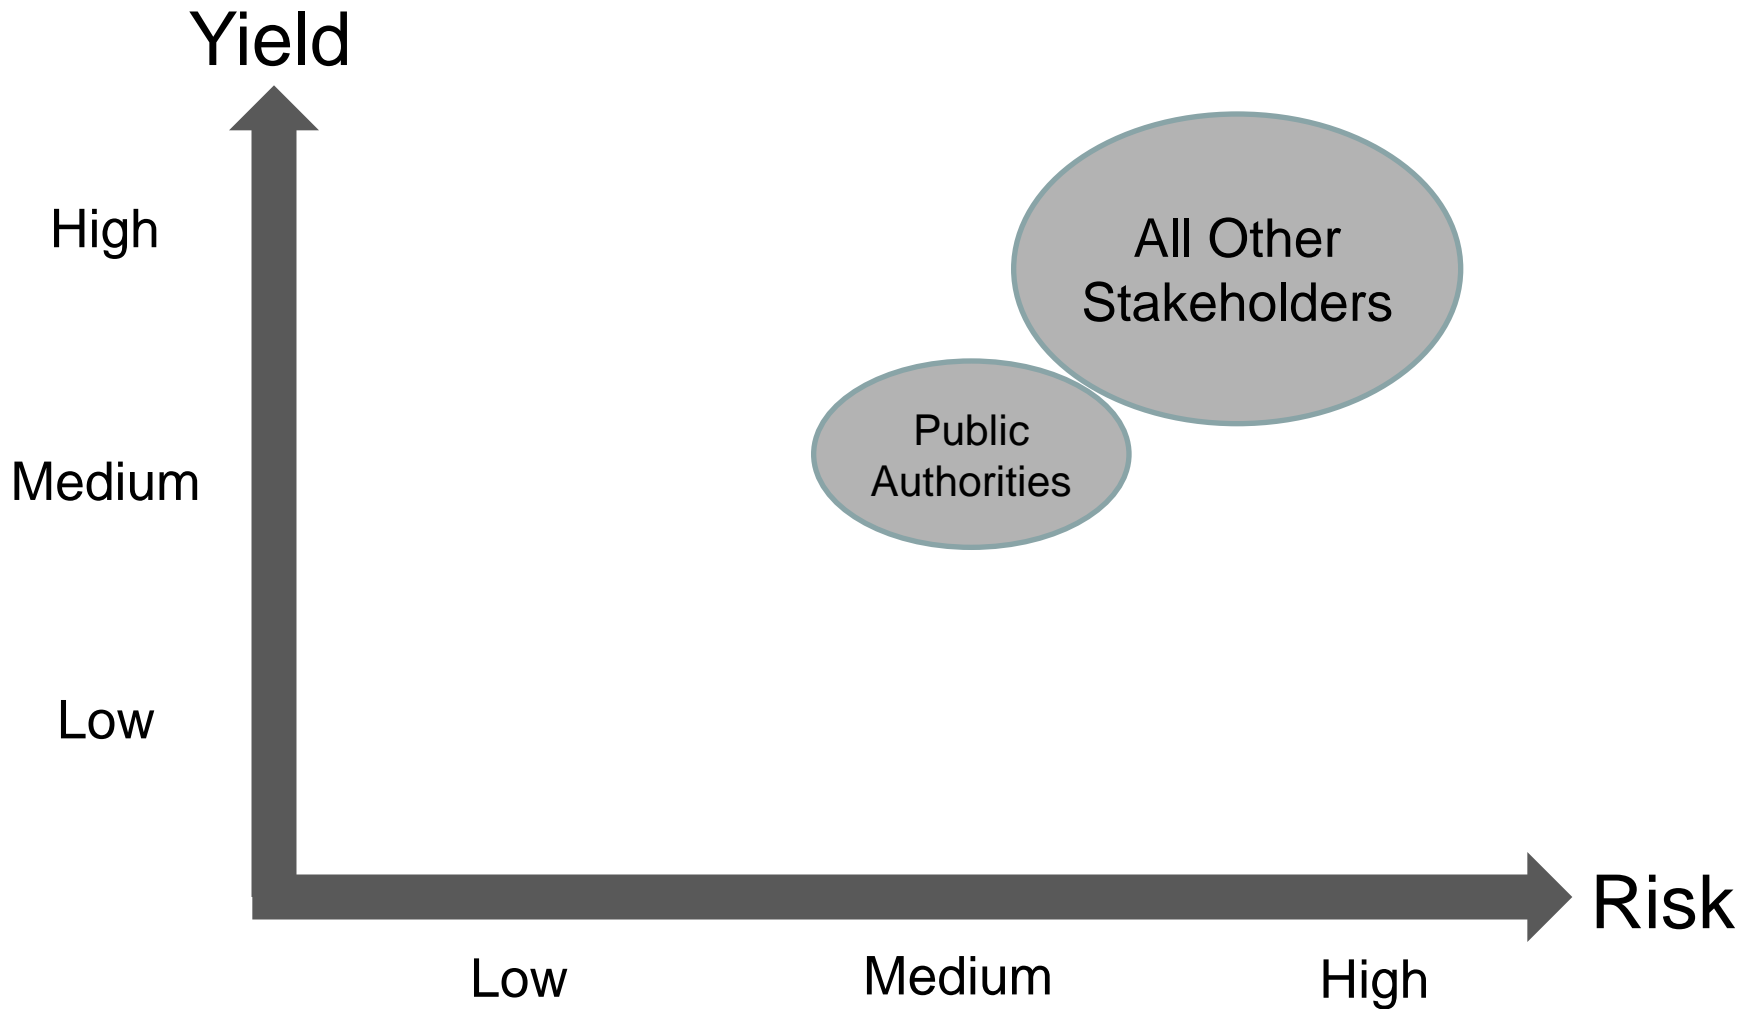 Yield
High
All Other
Stakeholders
Public
Authorities
Medium
Low
Risk
Low
Medium
High